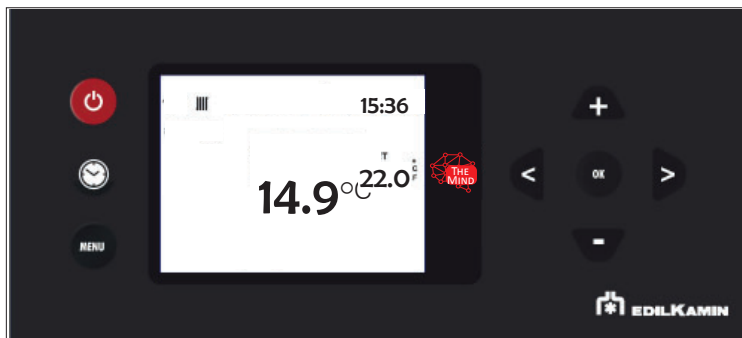 15:36
T
22.0
14.9°C
THE
MIND
< OK >
+
-
MENU
EDILKAMIN